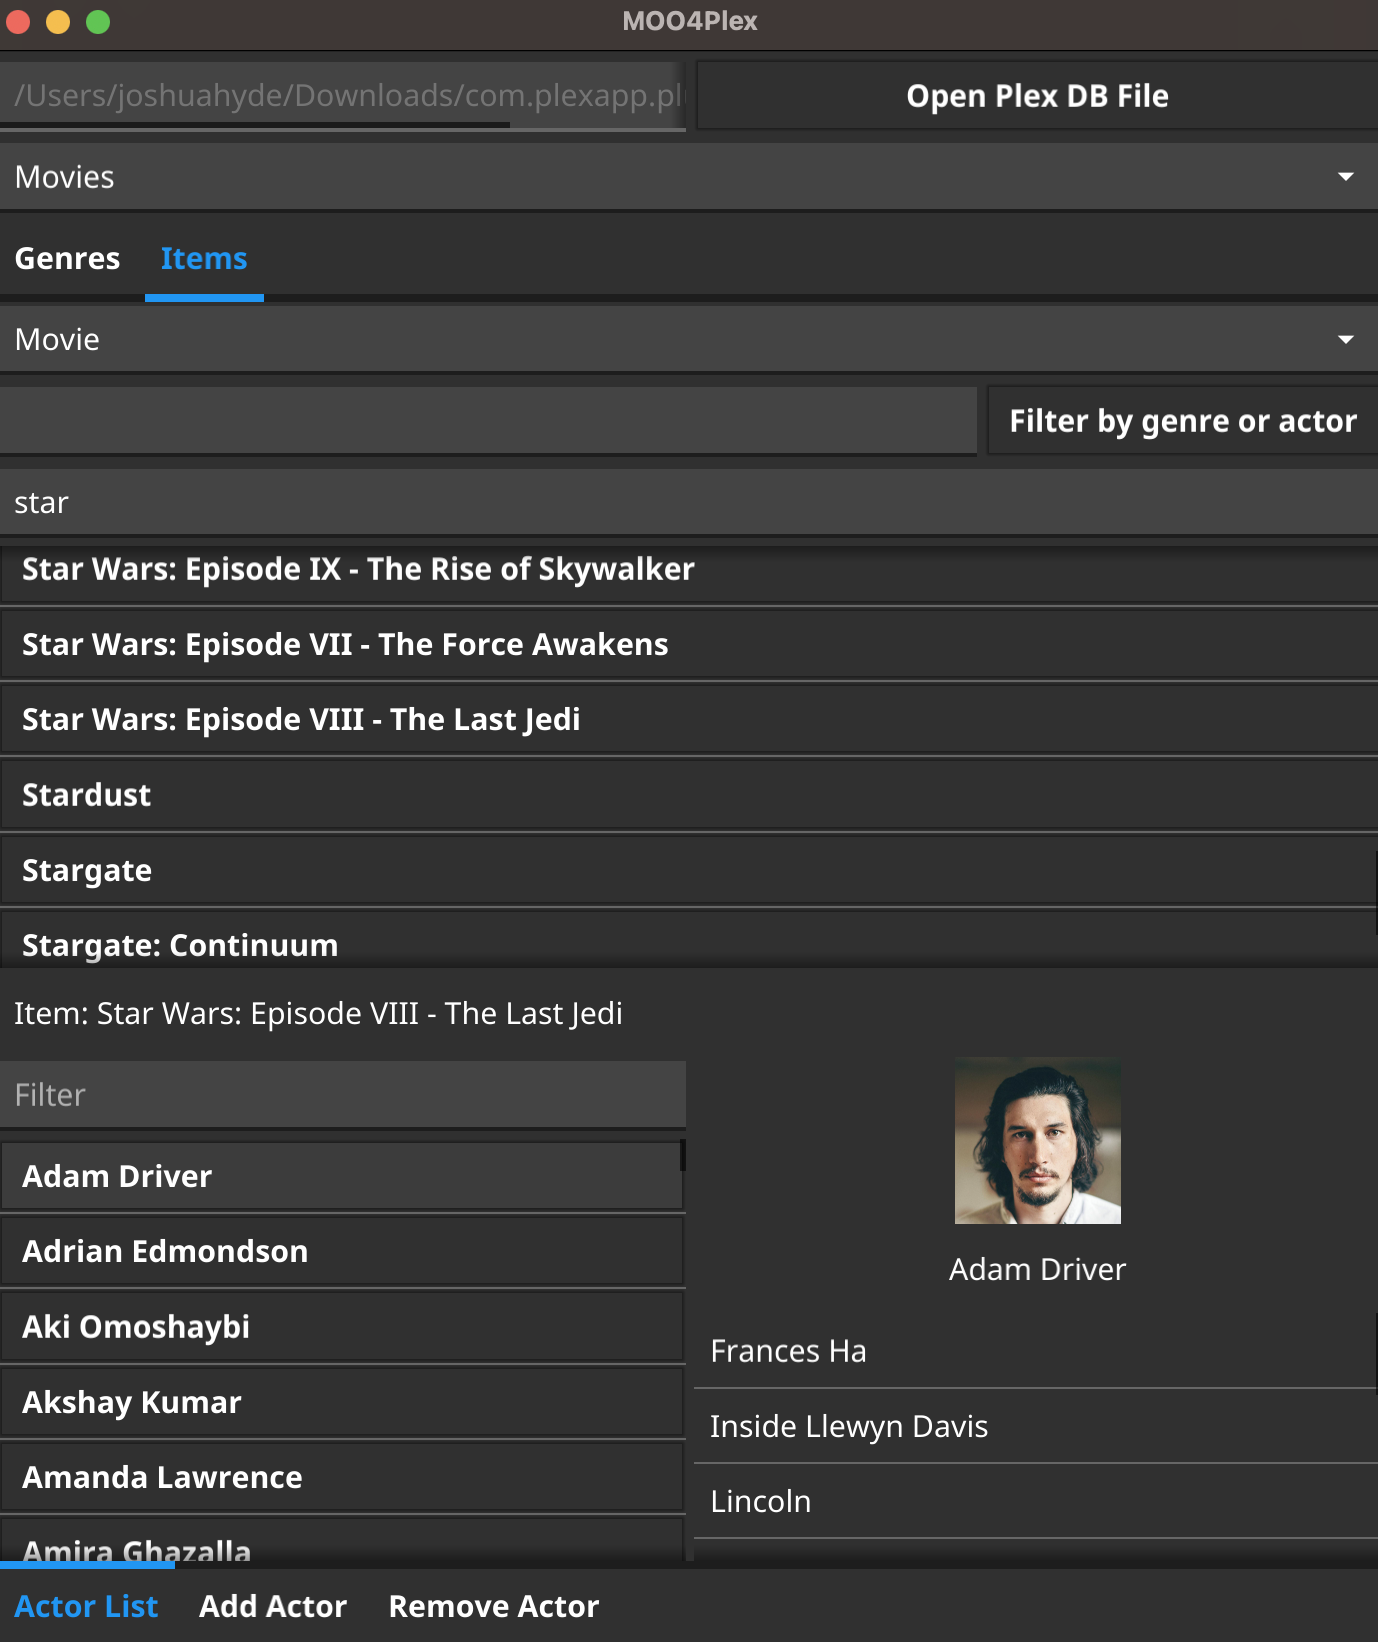 MOO4Plex
/Users/joshuahyde/Downloads/com.plexapp.pl
Open Plex DB File
Movies
Genres Items
Movie
Filter by genre or actor
star
Star Wars: Episode IX - The Rise of Skywalker
Star Wars: Episode VII - The Force Awakens
Star Wars: Episode VIII - The Last Jedi
Stardust
Stargate
Stargate: Continuum
Item: Star Wars: Episode VIII - The Last Jedi
Filter
Adam Driver
Adrian Edmondson
Aki Omoshaybi
Akshay Kumar
Amanda Lawrence
Amira Ghazalla
Adam Driver
Frances Ha
Inside Llewyn Davis
Lincoln
Actor List Add Actor Remove Actor